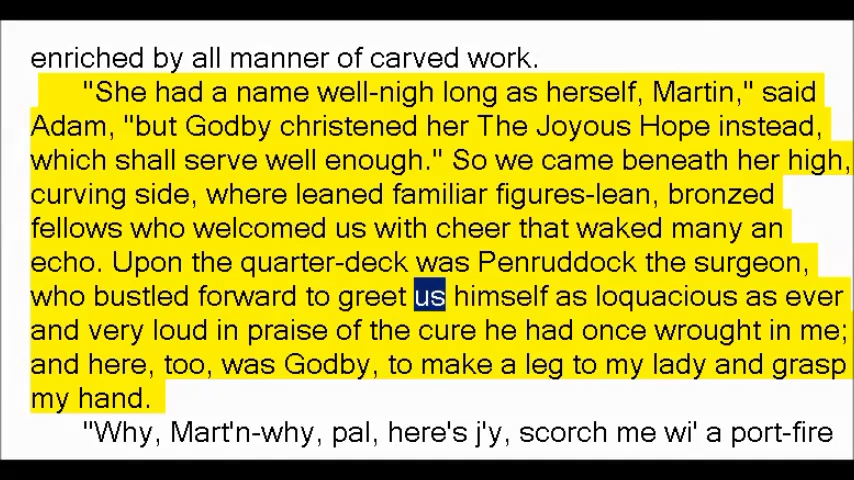 enriched by all manner of carved work.
"She had a name well-nigh long as herself, Martin," said
Adam, "but Godby christened her The Joyous Hope instead,
which shall serve well enough." So we came beneath her high,
curving side, where leaned familiar figures-lean, bronzed
fellows who welcomed us with cheer that waked many an
echo. Upon the quarter-deck was Penruddock the surgeon,
who bustled forward to greet us himself as loquacious as ever
and very loud in praise of the cure he had once wrought in me;
and here, too, was Godby, to make a leg to my lady and grasp
my hand.
"Why, Mart'n-why, pal, here's j'y, scorch me wi' a port-fire